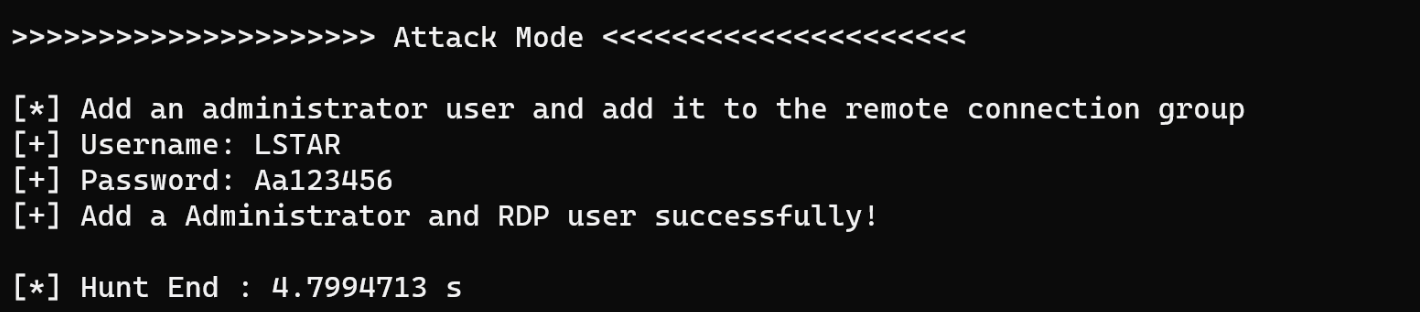 >>>>>>>>>>>>>>>>>>>>> Attack Mode <<<<<<<<<<<<<<<<<<<<<
[*] Add an administrator user and add it to the remote connection group
[+] Username: LSTAR
[+] Password: Aa123456
[+] Add a Administrator and RDP user successfully!
[*] Hunt End : 4.7994713 s